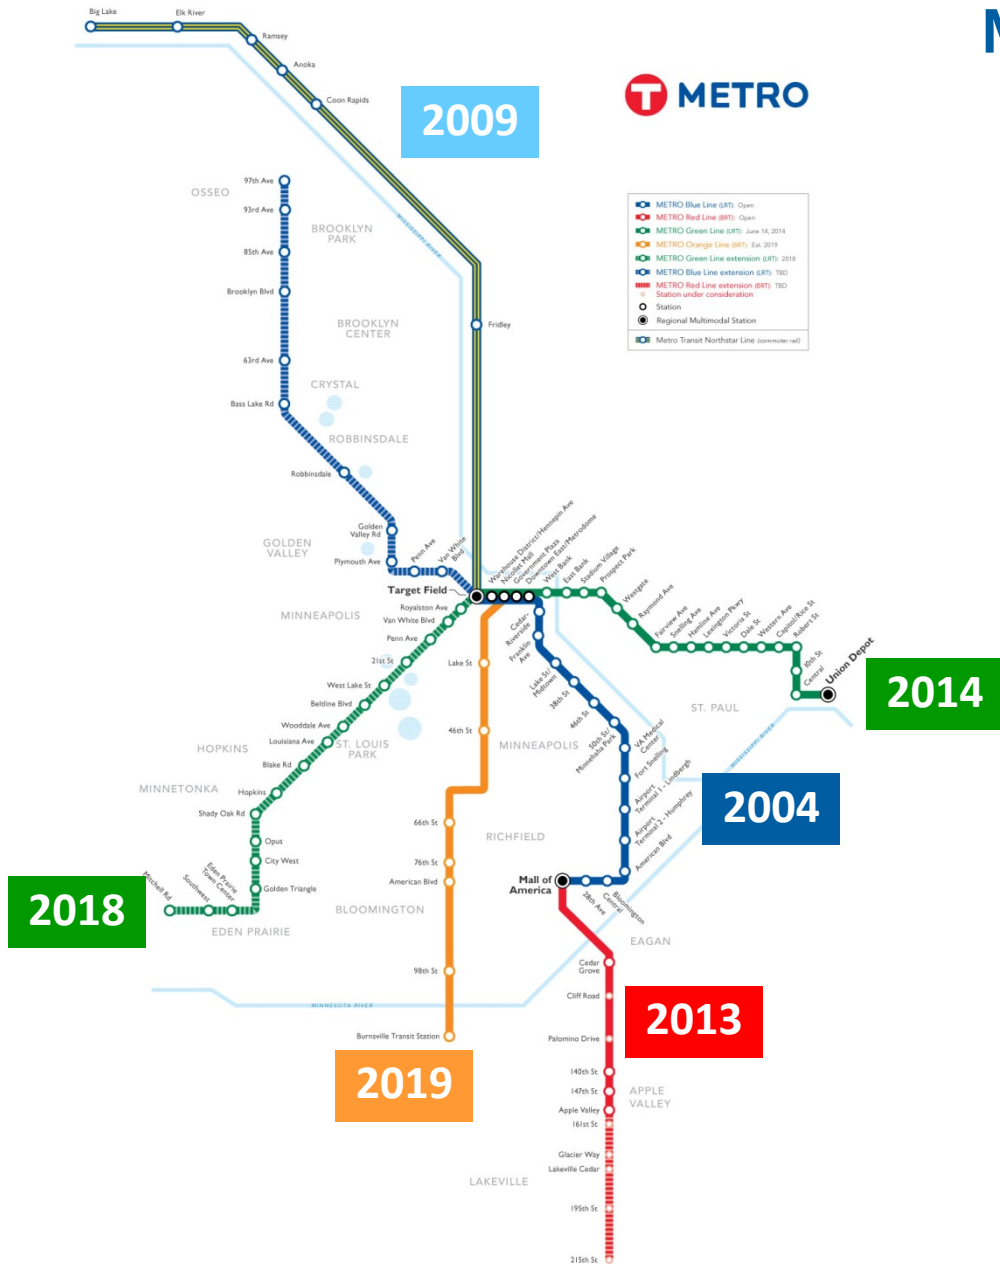 M
Big Lake
Elk River
Ramsey
Anoka
Coon Rapids
2009
T METRO
METRO Blue Line (LRT): Open
METRO Red Line (BRT): Open
METRO Green Line (LRT): June 14, 2014
METRO Orange Line (BRT): Est. 2019
METRO Green Line extension (LRT): 2018
METRO Blue Line extension (LRT): TBD
METRO Red Line extension (BRT): TBD
Station under consideration
Station
Regional Multimodal Station
Metro Transit Northstar Line (commuter rail)
97th Ave
OSSEO
93rd Ave
BROOKLYN
PARK
MISSISSIPPI RIVER
85th Ave
Brooklyn Blvd
BROOKLYN
CENTER
Fridley
63rd Ave
CRYSTAL
Bass Lake Rd
ROBBINSDALE
Robbinsdale
Golden
Valley Rd
GOLDEN
VALLEY
Plymouth Ave
Penn Ave
Van White
Blvd
Target Field
Warehouse District/Hennepin Ave
Nicollet Mall
Government Plaza
Downtown East/Metrodome
West Bank
East Bank
Stadium Village
Prospect Park
Westgate
Raymond Ave
Fairview Ave
Snelling Ave
Hamline Ave
Lexington Pkwy
Victoria St
Dale St
Western Ave
Capitol/Rice St
Robert St
10th St
Central
Union Depot
2014
ST. PAUL
MISSISSIPPI RIVER
MINNEAPOLIS
Royalston Ave
Van White Blvd
Penn Ave
21st St
West Lake St
Beltline Blvd
Wooddale Ave
Louisiana Ave
ST. LOUIS
PARK
HOPKINS
Blake Rd
MINNETONKA
Hopkins
Shady Oak Rd
Opus
City West
Golden Triangle
Eden Prairie
Town Center
Southwest
Mitchell Rd
2018
EDEN PRAIRIE
Lake St
46th St
66th St
76th St
American Blvd
BLOOMINGTON
98th St
Burnsville Transit Station
2019
MINNESOTA RIVER
Cedar-
Riverside
Franklin
Ave
Lake St/
Midtown
38th St
46th St
50th St/
Minnehaha Park
MINNEAPOLIS
VA Medical
Center
Fort Snelling
Airport
Terminal 1 - Lindbergh
Airport
Terminal 2 - Humphrey
American Blvd
2004
RICHFIELD
Mall of
America
28th Ave
Bloomington
Central
EAGAN
Cedar
Grove
Cliff Road
Palomino Drive
2013
140th St
147th St
APPLE
VALLEY
Apple Valley
161st St
Glacier Way
Lakeville Cedar
LAKEVILLE
195th St
215th St